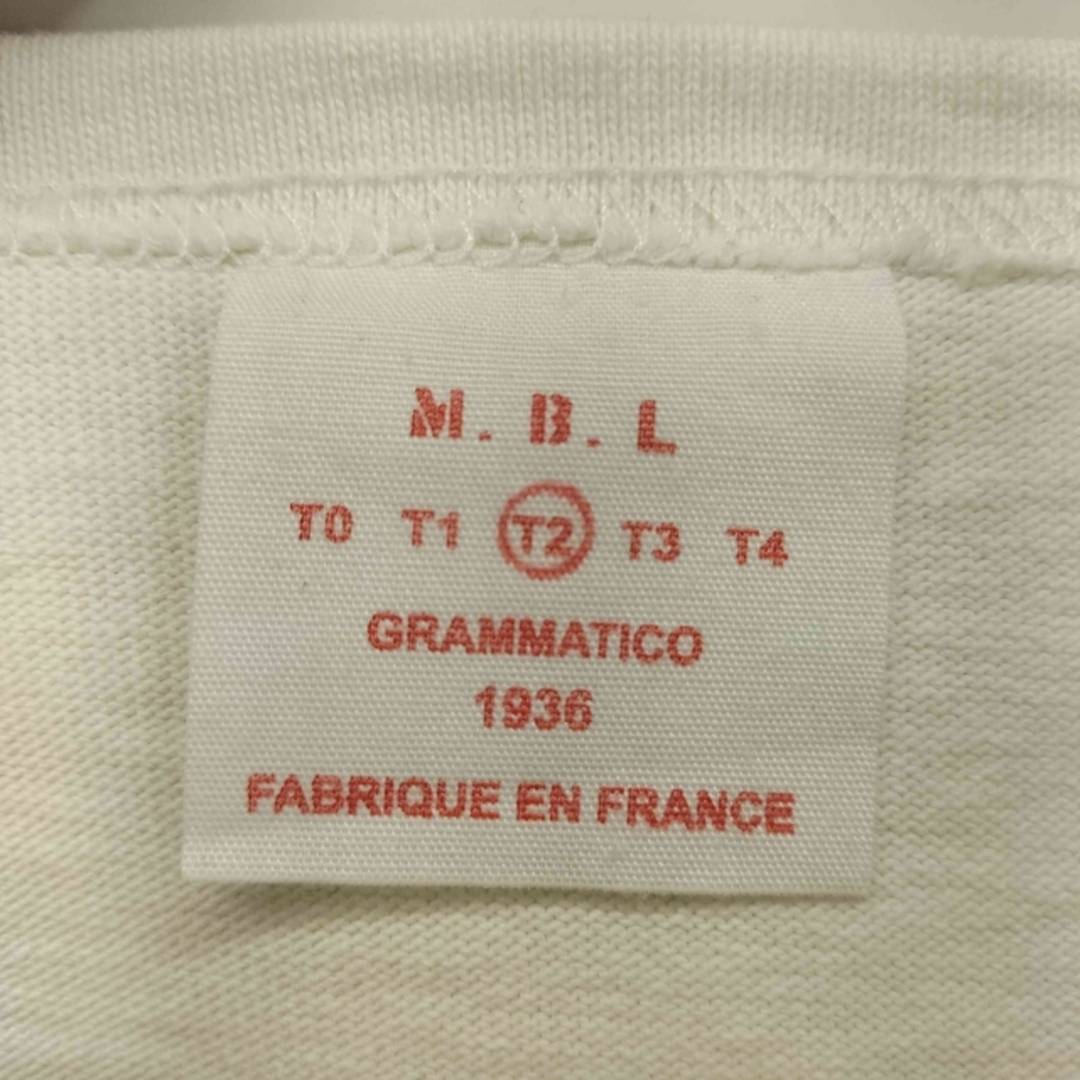 M. B. L
T0 T1 T2 T3 T4
GRAMMATICO
1936
FABRIQUE EN FRANCE